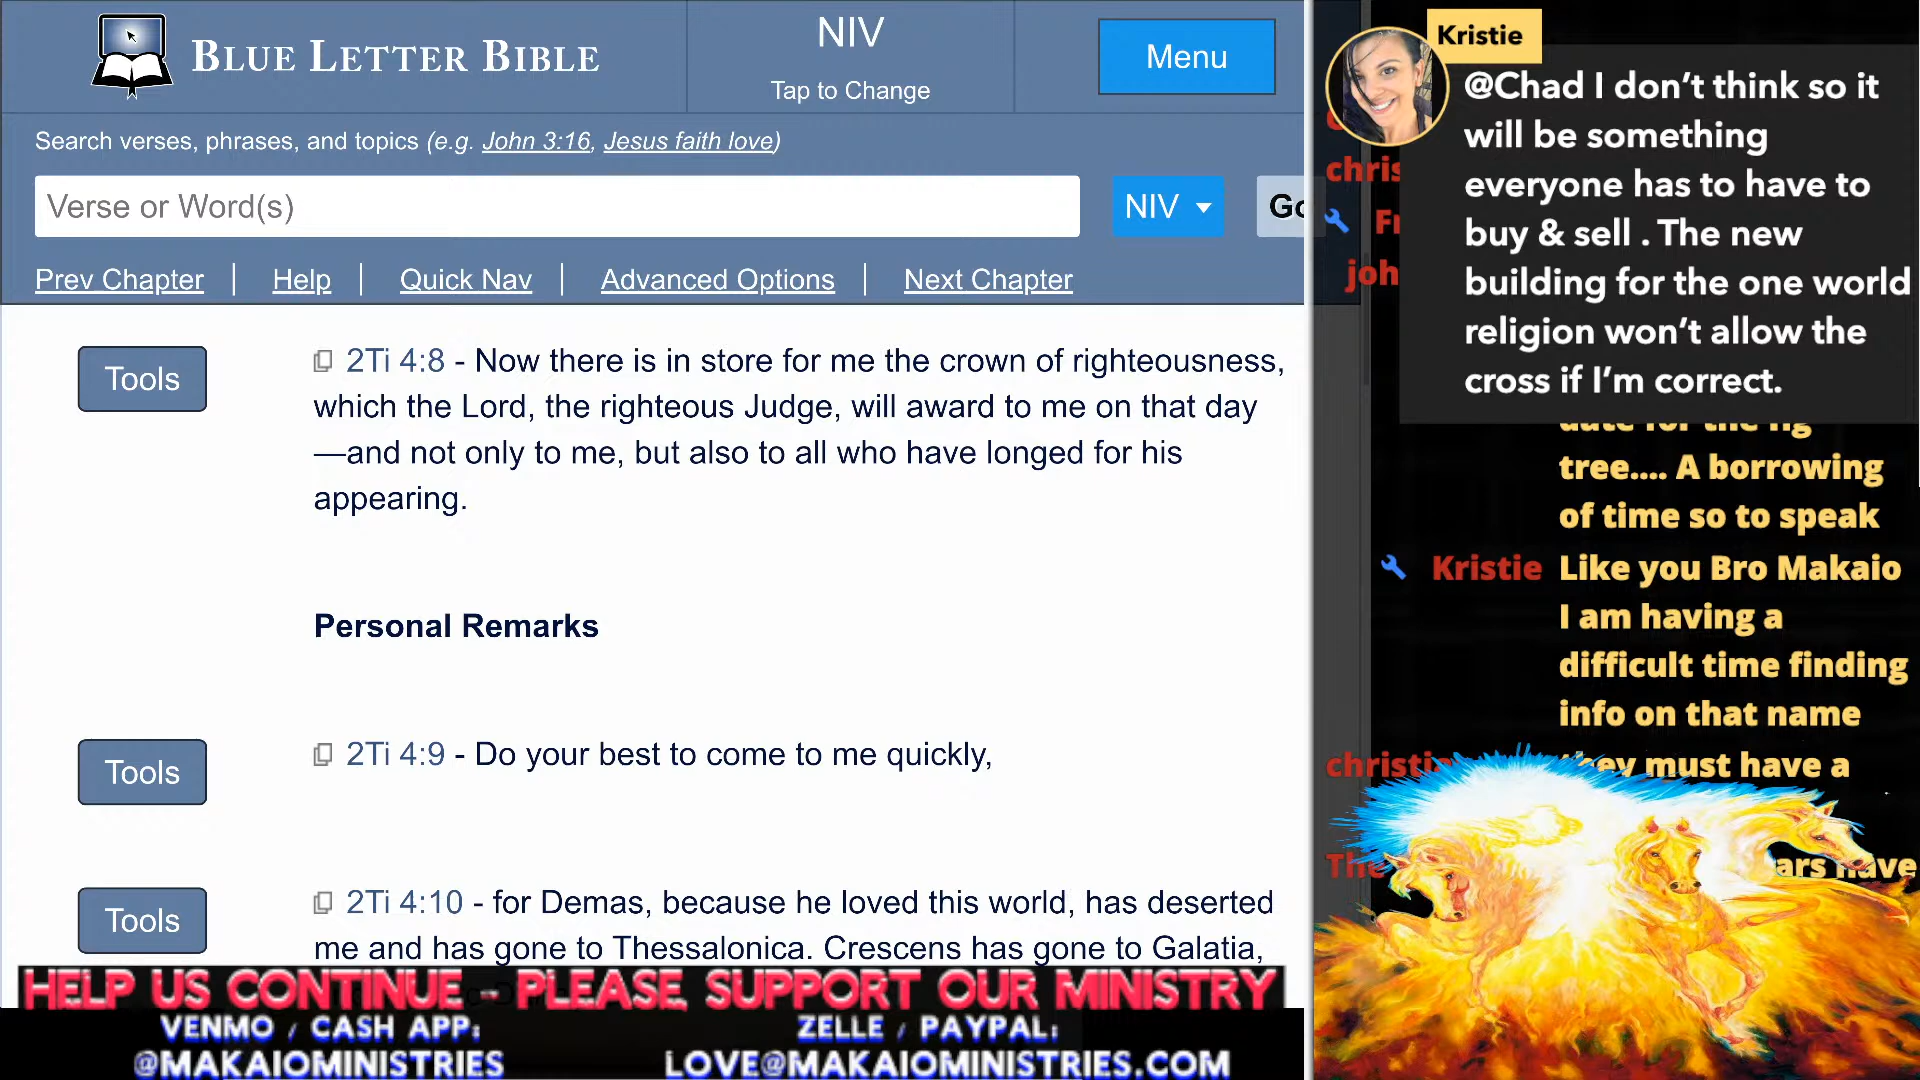 BLUE LETTER BIBLE
NIV
Tap to Change
Menu
Search verses, phrases, and topics (e.g. John 3:16, Jesus faith love)
Verse or Word(s)
NIV
Prev Chapter | Help | Quick Nav | Advanced Options | Next Chapter
Tools
2Ti 4:8 - Now there is in store for me the crown of righteousness,
which the Lord, the righteous Judge, will award to me on that day
—and not only to me, but also to all who have longed for his
appearing.
Personal Remarks
Tools
2Ti 4:9 - Do your best to come to me quickly,
Tools
2Ti 4:10 - for Demas, because he loved this world, has deserted
me and has gone to Thessalonica. Crescens has gone to Galatia,
HELP US CONTINUE - PLEASE, SUPPORT OUR MINISTRY
VENMO / CASH APP:
@MAKAIOMINISTRIES
ZELLE / PAYPAL:
LOVE@MAKAIOMINISTRIES.COM
Kristie
@Chad I don't think so it
will be something
everyone has to have to
buy & sell . The new
building for the one world
religion won't allow the
cross if I'm correct.
date for the fig
tree.... A borrowing
of time so to speak
Kristie Like you Bro Makaio
I am having a
difficult time finding
info on that name
they must have a